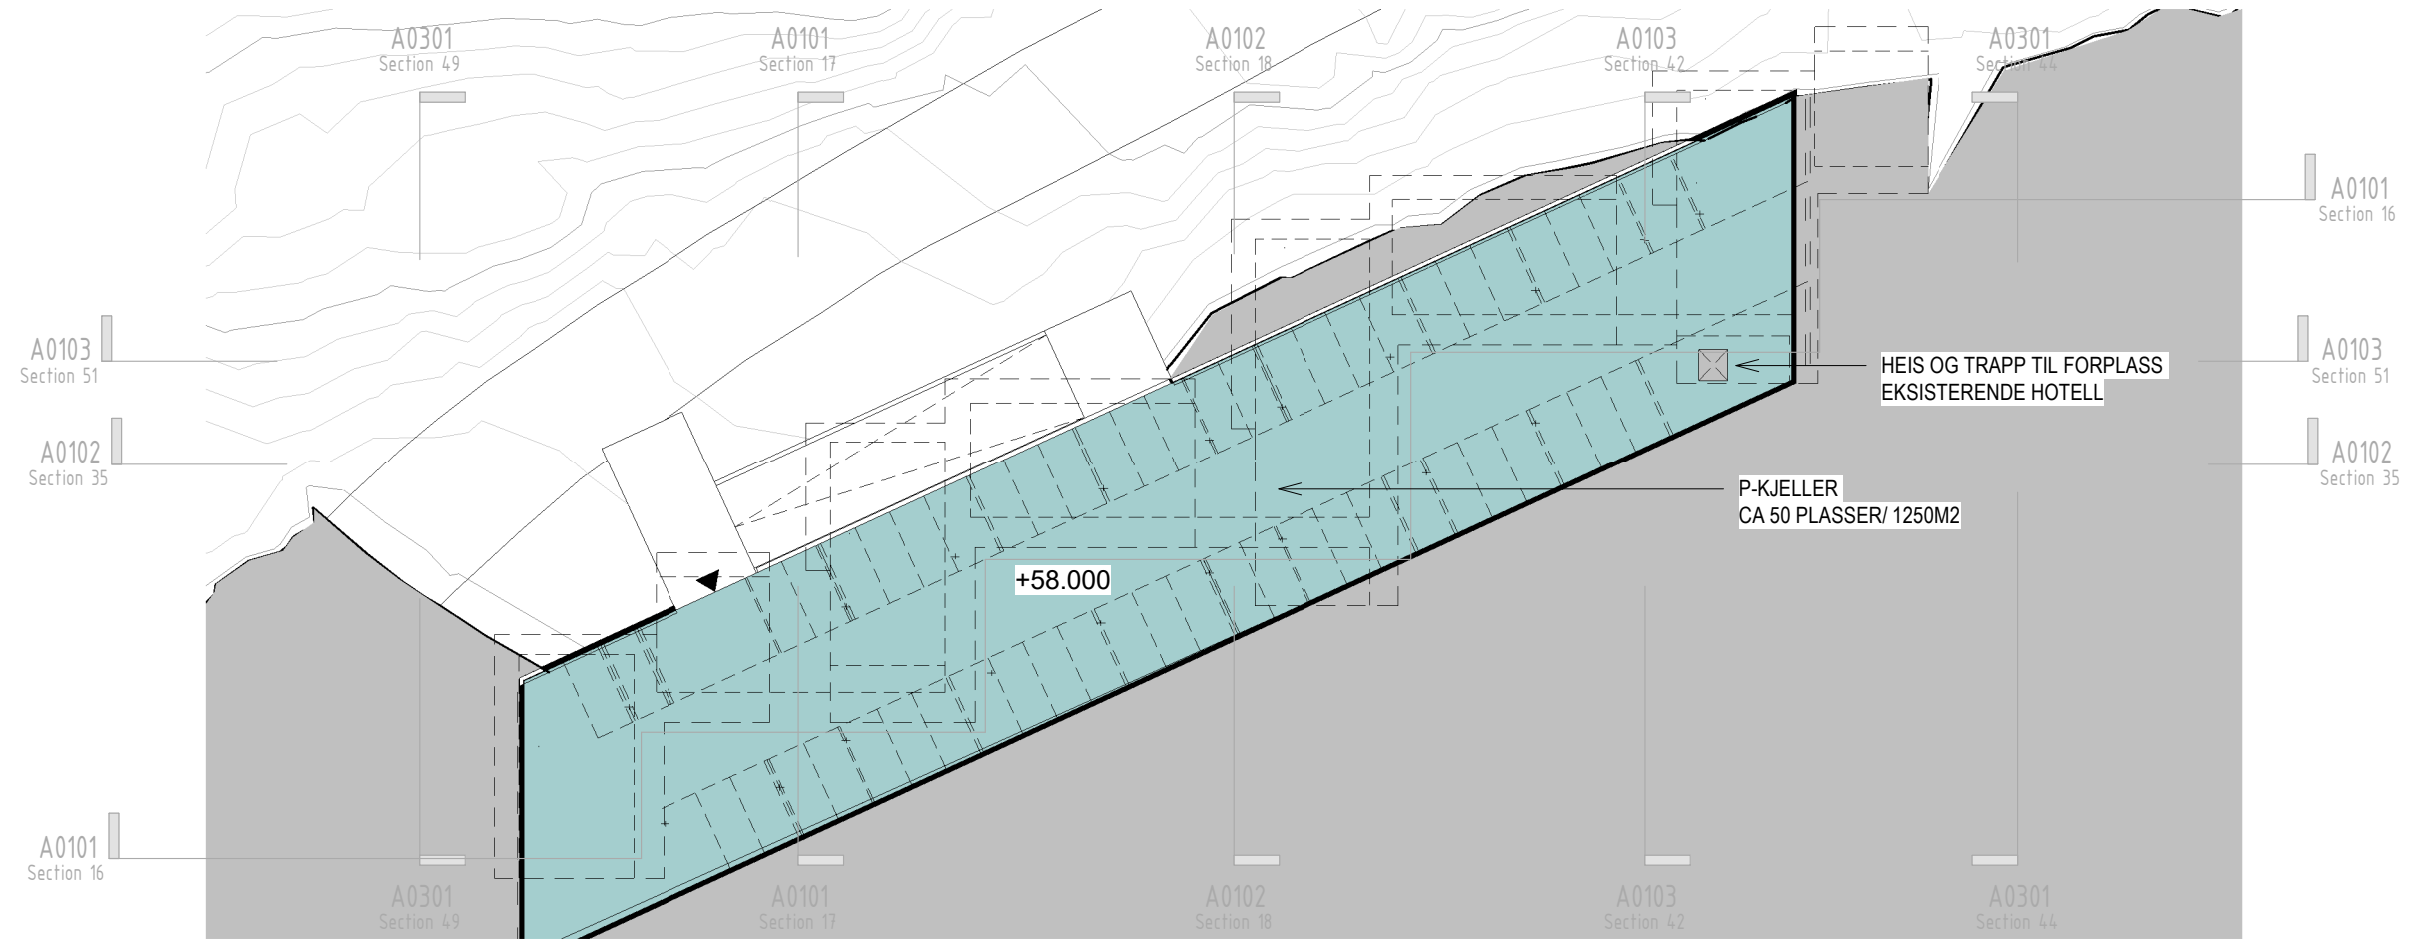 A0301
Section 49
A0101
Section 17
A0102
Section 18
A0103
Section 42
A0301
Section 44
A0101
Section 16
A0103
Section 51
A0103
Section 51
HEIS OG TRAPP TIL FORPLASS
EKSISTERENDE HOTELL
A0102
Section 35
A0102
Section 35
P-KJELLER
CA 50 PLASSER/ 1250M2
+58.000
A0101
Section 16
A0301
Section 49
A0101
Section 17
A0102
Section 18
A0103
Section 42
A0301
Section 44